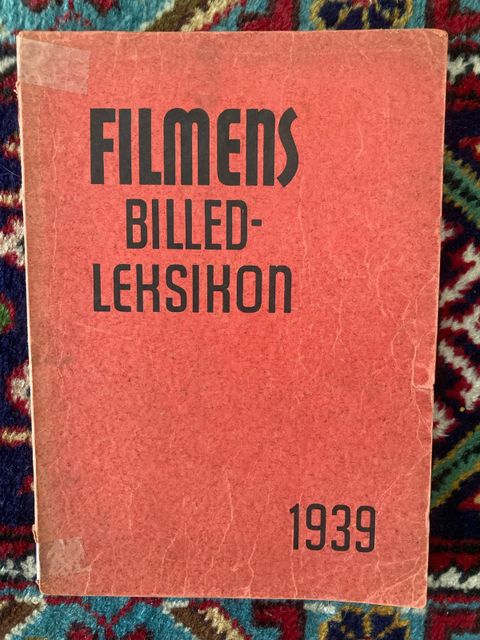 FILMENS
BILLED-
LEKSIKON
1939